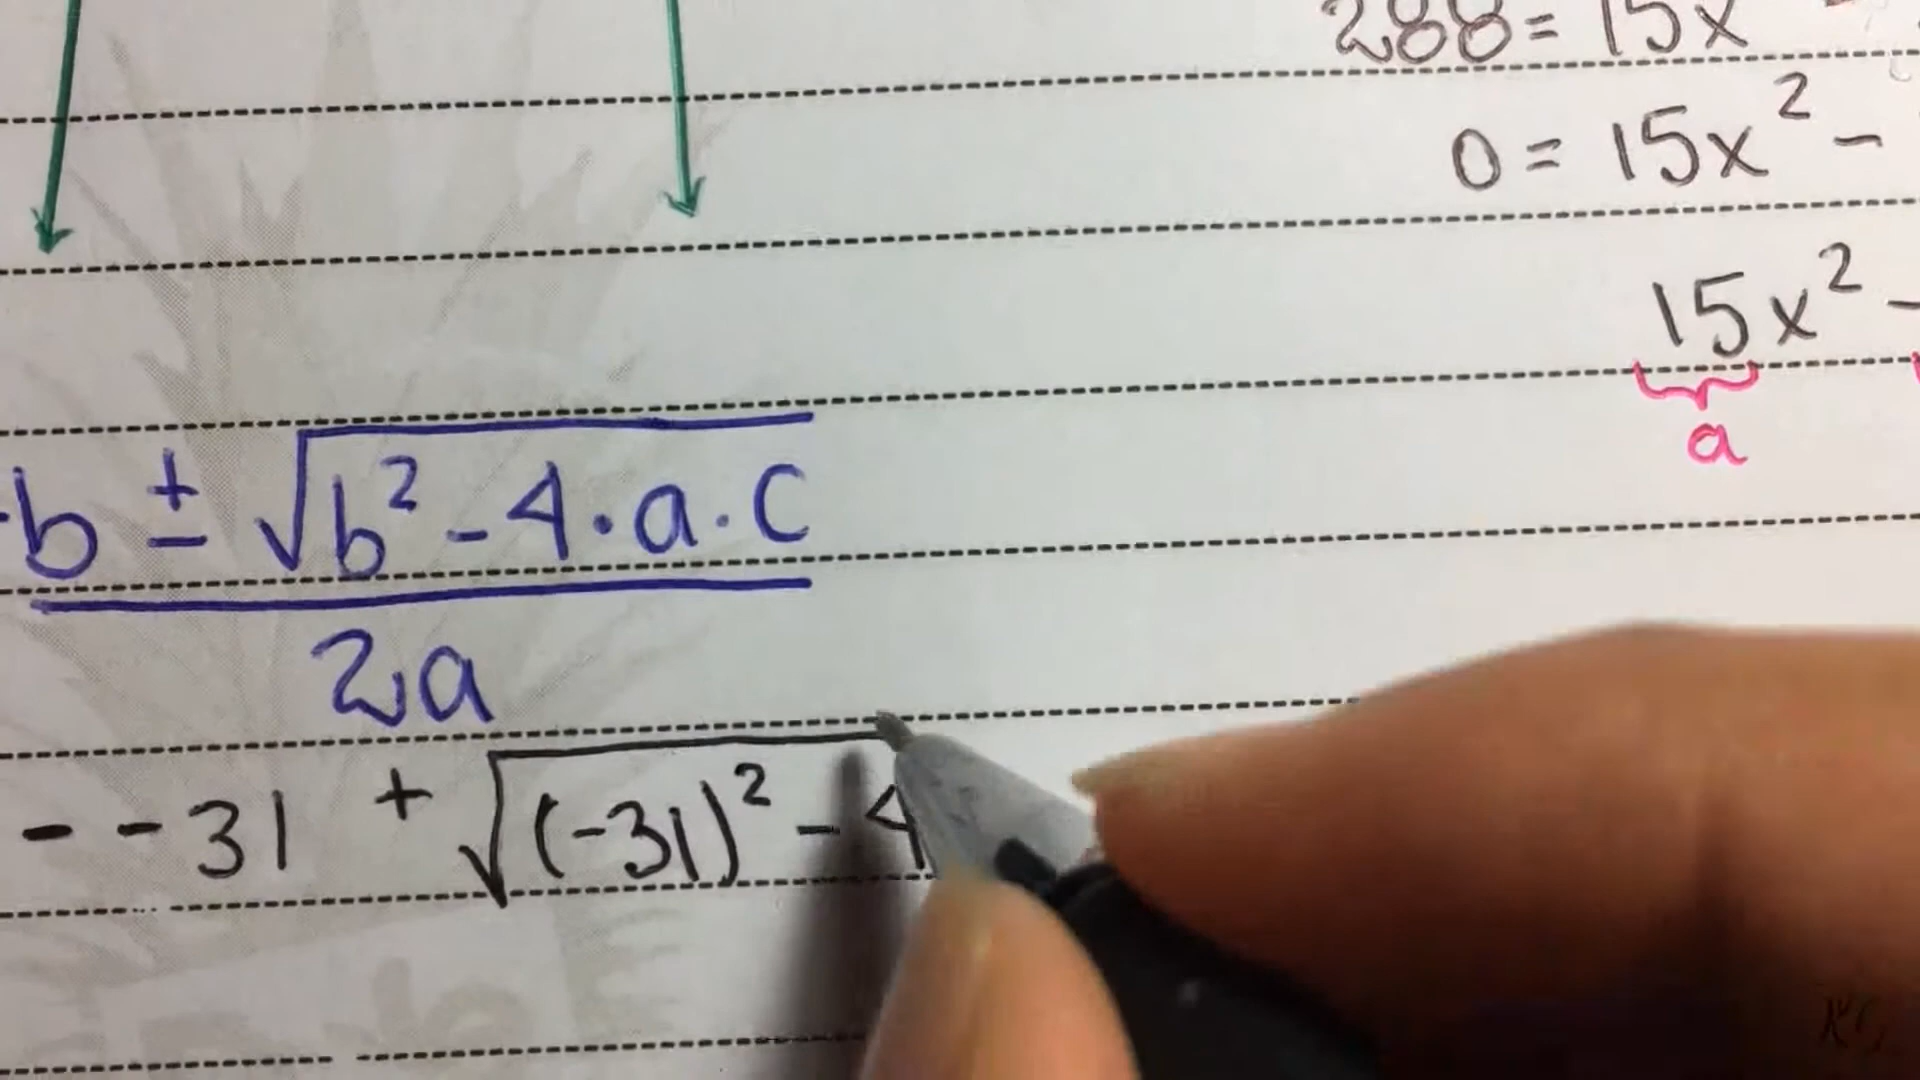 288 = 15x
0 = 15x² -
15x² -
a
-b ± √b² - 4 · a · c
2a
- -31 + √(-31)² - 4